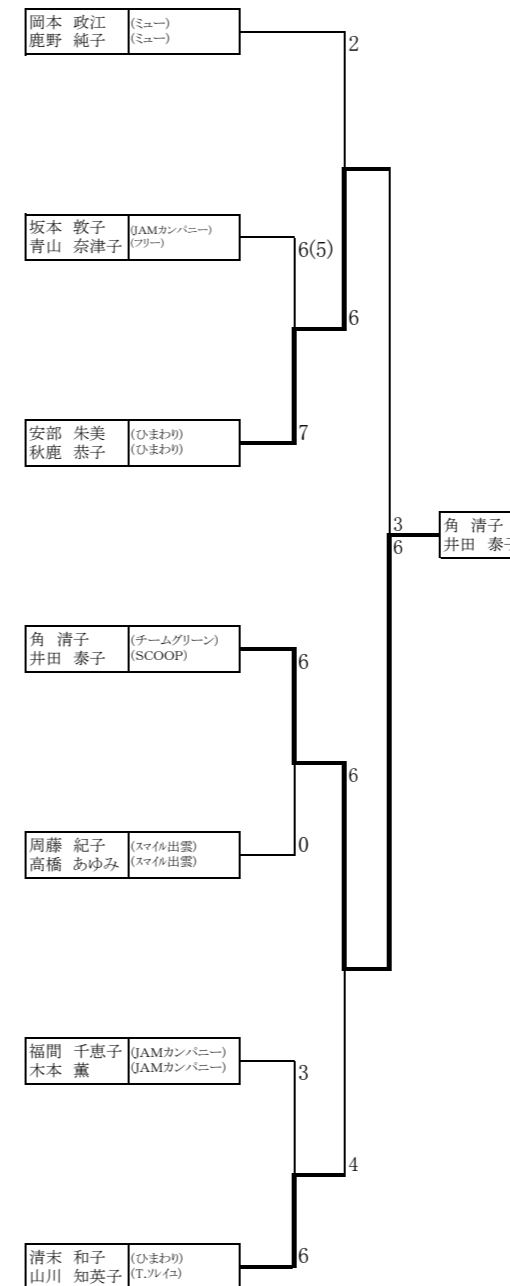 岡本 政江 (ミュー)
鹿野 純子 (ミュー)
2
坂本 敦子 (JAMカンパニー)
青山 奈津子 (フリー)
6(5)
6
安部 朱美 (ひまわり)
秋鹿 恭子 (ひまわり)
7
3
角 清子
6
井田 泰子
角 清子 (チームグリーン)
井田 泰子 (SCOOP)
6
6
周藤 紀子 (スマイル出雲)
高橋 あゆみ (スマイル出雲)
0
福間 千恵子 (JAMカンパニー)
木本 薫 (JAMカンパニー)
3
4
清末 和子 (ひまわり)
山川 知英子 (T.ソレイユ)
6